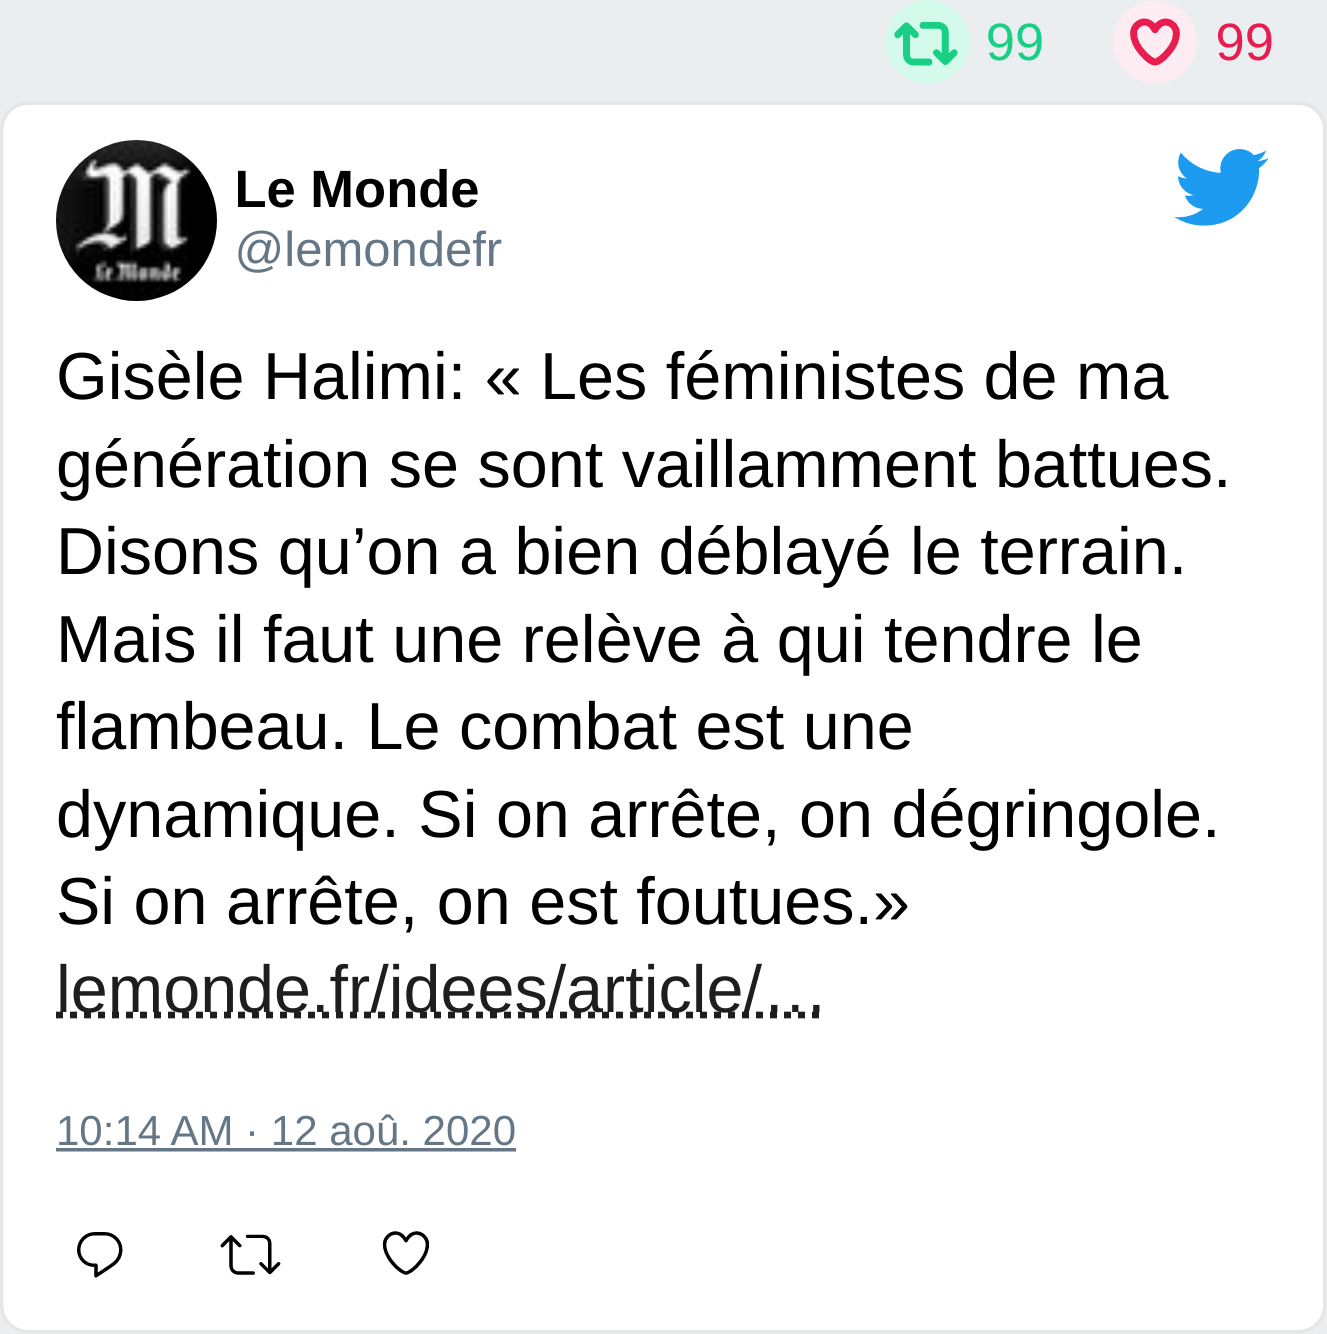 99 99
Le Monde
Le Monde
@lemondefr
Gisèle Halimi: « Les féministes de ma
génération se sont vaillamment battues.
Disons qu’on a bien déblayé le terrain.
Mais il faut une relève à qui tendre le
flambeau. Le combat est une
dynamique. Si on arrête, on dégringole.
Si on arrête, on est foutues.»
lemonde.fr/idees/article/…
10:14 AM · 12 aoû. 2020